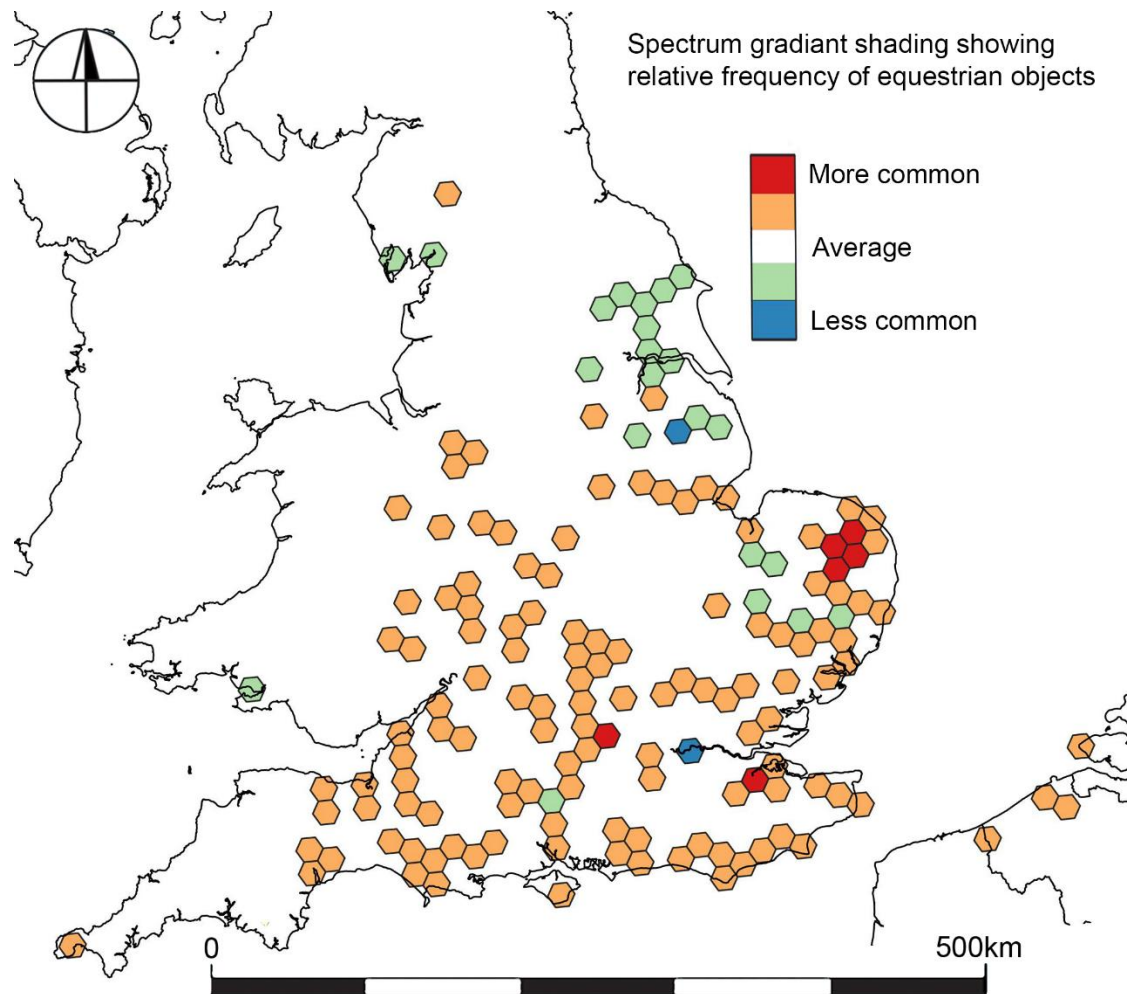 Spectrum gradiant shading showing
relative frequency of equestrian objects
More common
Average
Less common
0
500km